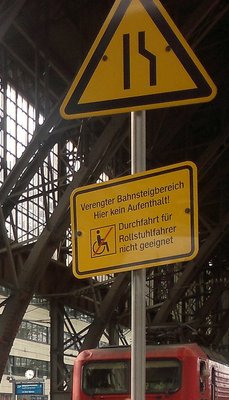 Verengter Bahnsteigbereich
Hier kein Aufenthalt!
Durchfahrt für
Rollstuhlfahrer
nicht geeignet